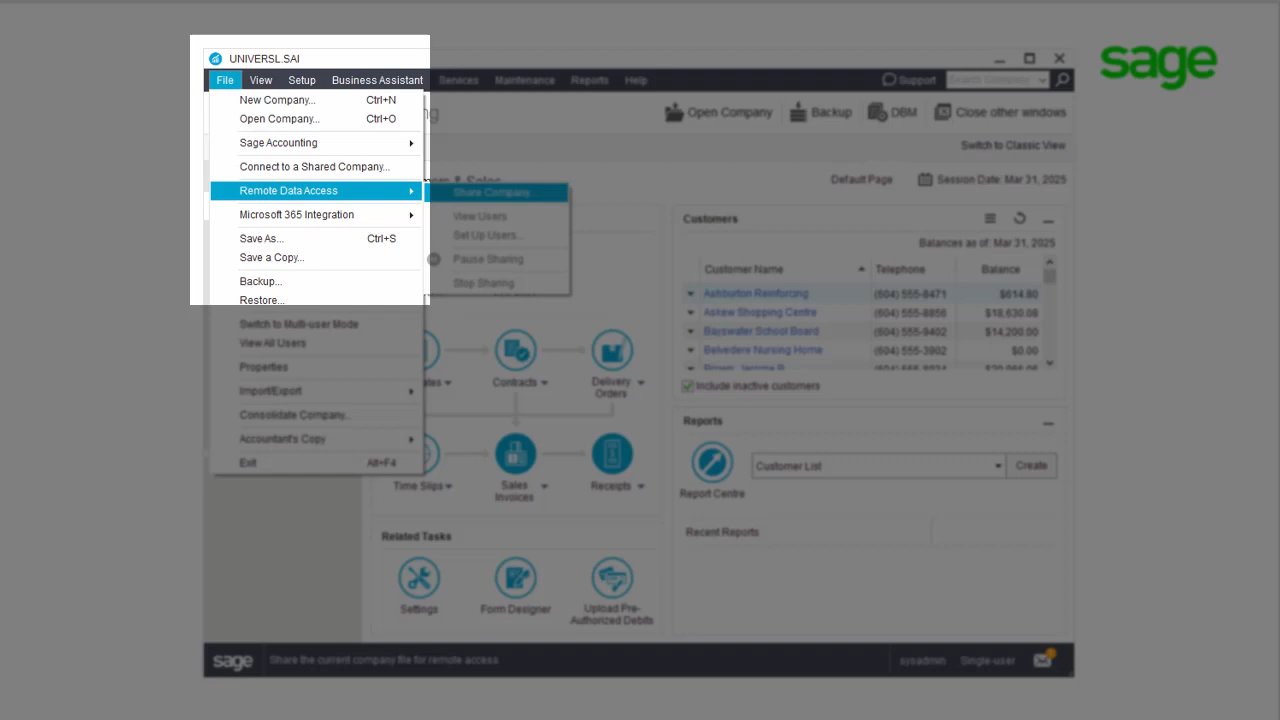 UNIVERSL.SAI
sage
File View Setup Business Assistant Services Maintenance Reports Help
Support Search Company
New Company... Ctrl+N
Open Company... Ctrl+O
Sage Accounting
Connect to a Shared Company...
Remote Data Access
Microsoft 365 Integration
Save As... Ctrl+S
Save a Copy...
Backup...
Restore...
Switch to Multi-user Mode
View All Users
Properties
Import/Export
Consolidate Company...
Accountant's Copy
Exit Alt+F4
Share Company...
View Users
Set Up Users...
Pause Sharing
Stop Sharing
Open Company Backup DBM Close other windows
Switch to Classic View
Default Page Session Date: Mar 31, 2025
Contracts
Delivery
Orders
Time Slips
Sales
Invoices
Receipts
Related Tasks
Settings
Form Designer
Upload Pre-
Authorized Debits
Customers
Balances as of: Mar 31, 2025
Customer Name Telephone Balance
Ashburton Reinforcing (604) 555-8471 $614.80
Askew Shopping Centre (604) 555-8856 $18,630.08
Bayswater School Board (604) 555-9402 $14,200.00
Belvedere Nursing Home (604) 555-3902 $0.00
Include inactive customers
Reports
Report Centre
Customer List Create
Recent Reports
sage Share the current company file for remote access sysadmin Single-user